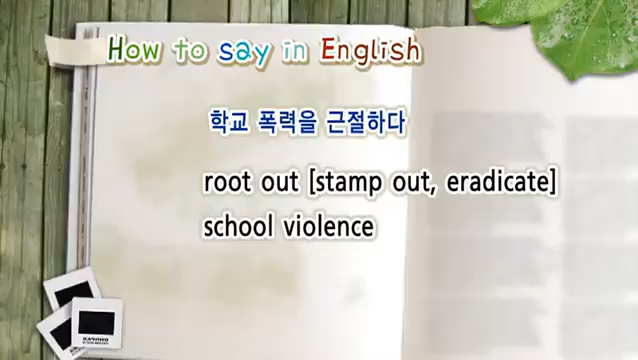 How to say in English
학교 폭력을 근절하다
root out [stamp out, eradicate]
school violence